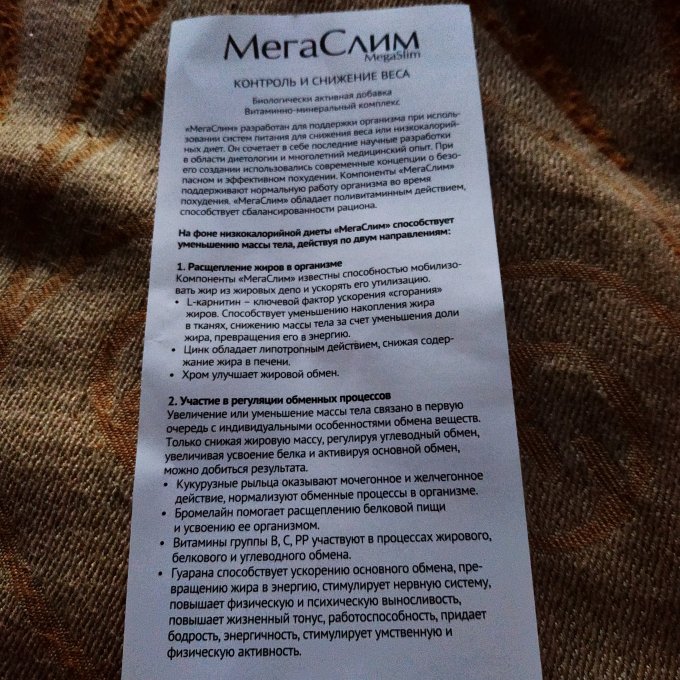 МегаСлим
MegaSlim
КОНТРОЛЬ И СНИЖЕНИЕ ВЕСА
Биологически активная добавка
Витаминно-минеральный комплекс
«МегаСлим» разработан для поддержки организма при исполь-
зовании систем питания для снижения веса или низкокалорий-
ных диет. Он сочетает в себе последние научные разработки
в области диетологии и многолетний медицинский опыт. При
его создании использовались современные концепции о безо-
пасном и эффективном похудении. Компоненты «МегаСлим»
поддерживают нормальную работу организма во время
похудения. «МегаСлим» обладает поливитаминным действием,
способствует сбалансированности рациона.
На фоне низкокалорийной диеты «МегаСлим» способствует
уменьшению массы тела, действуя по двум направлениям:
1. Расщепление жиров в организме
Компоненты «МегаСлим» известны способностью мобилизо-
вать жир из жировых депо и ускорять его утилизацию.
• L-карнитин – ключевой фактор ускорения «сгорания»
жиров. Способствует уменьшению накопления жира
в тканях, снижению массы тела за счет уменьшения доли
жира, превращения его в энергию.
• Цинк обладает липотропным действием, снижая содер-
жание жира в печени.
• Хром улучшает жировой обмен.
2. Участие в регуляции обменных процессов
Увеличение или уменьшение массы тела связано в первую
очередь с индивидуальными особенностями обмена веществ.
Только снижая жировую массу, регулируя углеводный обмен,
увеличивая усвоение белка и активируя основной обмен,
можно добиться результата.
• Кукурузные рыльца оказывают мочегонное и желчегонное
действие, нормализуют обменные процессы в организме.
• Бромелайн помогает расщеплению белковой пищи
и усвоению ее организмом.
• Витамины группы В, С, РР участвуют в процессах жирового,
белкового и углеводного обмена.
• Гуарана способствует ускорению основного обмена, пре-
вращению жира в энергию, стимулирует нервную систему,
повышает физическую и психическую выносливость,
повышает жизненный тонус, работоспособность, придает
бодрость, энергичность, стимулирует умственную и
физическую активность.